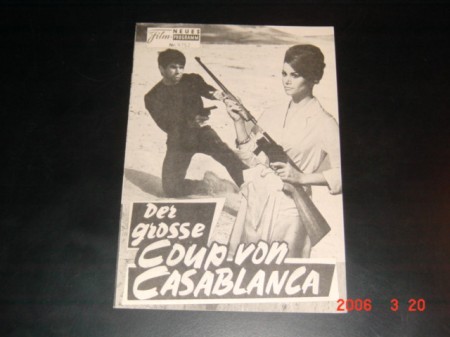 Film
NEUES
PROGRAMM
Der
grosse
Coup von
CASABLANCA
2006 3 20